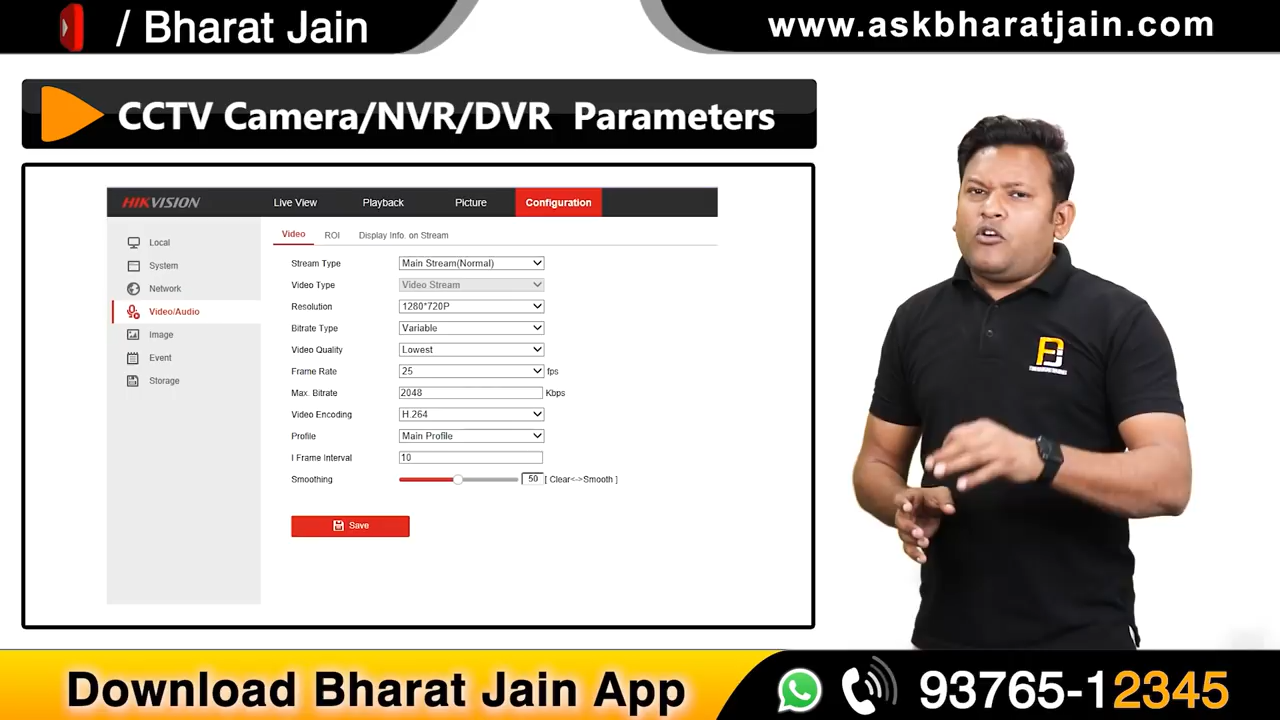 / Bharat Jain
www.askbharatjain.com
CCTV Camera/NVR/DVR Parameters
HIKVISION
Live View
Playback
Picture
Configuration
Local
System
Network
Video/Audio
Image
Event
Storage
Video
ROI
Display Info. on Stream
Stream Type Main Stream(Normal)
Video Type Video Stream
Resolution 1280*720P
Bitrate Type Variable
Video Quality Lowest
Frame Rate 25 fps
Max. Bitrate 2048 Kbps
Video Encoding H.264
Profile Main Profile
I Frame Interval 10
Smoothing 50 [ Clear<->Smooth ]
Save
Download Bharat Jain App
93765-12345